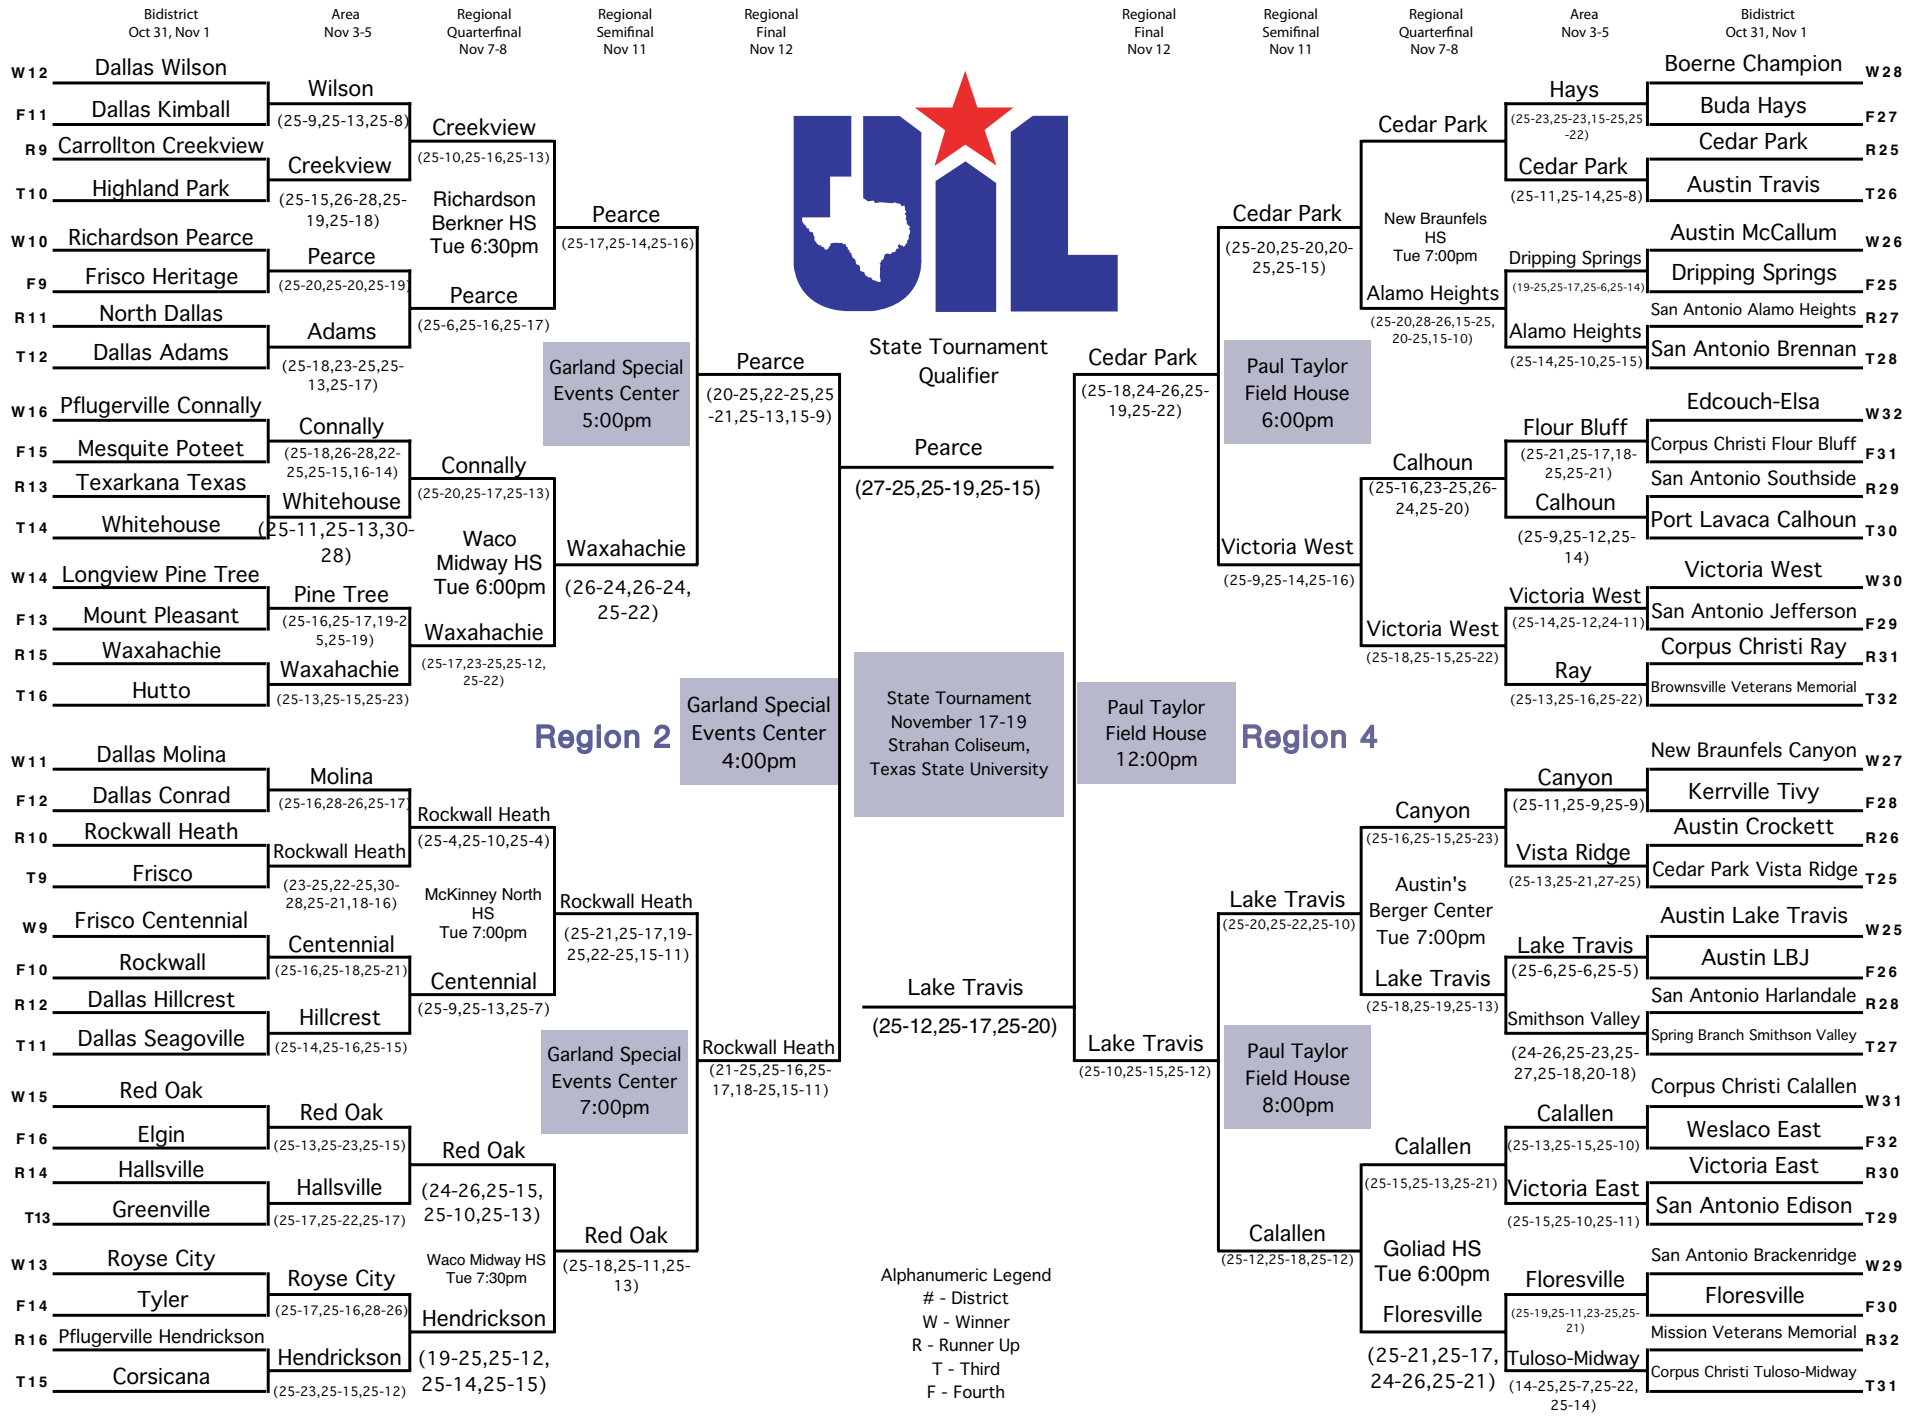 Bidistrict
Oct 31, Nov 1
Area
Nov 3-5
Regional
Quarterfinal
Nov 7-8
Regional
Semifinal
Nov 11
Regional
Final
Nov 12
Regional
Final
Nov 12
Regional
Semifinal
Nov 11
Regional
Quarterfinal
Nov 7-8
Area
Nov 3-5
Bidistrict
Oct 31, Nov 1
W12 Dallas Wilson
F11 Dallas Kimball
R9 Carrollton Creekview
T10 Highland Park
W10 Richardson Pearce
F9 Frisco Heritage
R11 North Dallas
T12 Dallas Adams
W16 Pflugerville Connally
F15 Mesquite Poteet
R13 Texarkana Texas
T14 Whitehouse
W14 Longview Pine Tree
F13 Mount Pleasant
R15 Waxahachie
T16 Hutto
W11 Dallas Molina
F12 Dallas Conrad
R10 Rockwall Heath
T9 Frisco
W9 Frisco Centennial
F10 Rockwall
R12 Dallas Hillcrest
T11 Dallas Seagoville
W15 Red Oak
F16 Elgin
R14 Hallsville
T13 Greenville
W13 Royse City
F14 Tyler
R16 Pflugerville Hendrickson
T15 Corsicana
Wilson
(25-9,25-13,25-8)
Creekview
(25-15,26-28,25-
19,25-18)
Pearce
(25-20,25-20,25-19)
Adams
(25-18,23-25,25-
13,25-17)
Connally
(25-18,26-28,22-
25,25-15,16-14)
Whitehouse
(25-11,25-13,30-
28)
Pine Tree
(25-16,25-17,19-2
5,25-19)
Waxahachie
(25-13,25-15,25-23)
Molina
(25-16,28-26,25-17)
Rockwall Heath
(23-25,22-25,30-
28,25-21,18-16)
Centennial
(25-16,25-18,25-21)
Hillcrest
(25-14,25-16,25-15)
Red Oak
(25-13,25-23,25-15)
Hallsville
(25-17,25-22,25-17)
Royse City
(25-17,25-16,28-26)
Hendrickson
(25-23,25-15,25-12)
Creekview
(25-10,25-16,25-13)
Richardson
Berkner HS
Tue 6:30pm
Pearce
(25-6,25-16,25-17)
Connally
(25-20,25-17,25-13)
Waco
Midway HS
Tue 6:00pm
Waxahachie
(25-17,23-25,25-12,
25-22)
Rockwall Heath
(25-4,25-10,25-4)
McKinney North
HS
Tue 7:00pm
Centennial
(25-9,25-13,25-7)
Red Oak
(24-26,25-15,
25-10,25-13)
Waco Midway HS
Tue 7:30pm
Hendrickson
(19-25,25-12,
25-14,25-15)
Pearce
(25-17,25-14,25-16)
Garland Special
Events Center
5:00pm
Waxahachie
(26-24,26-24,
25-22)
Region 2
Rockwall Heath
(25-21,25-17,19-
25,22-25,15-11)
Garland Special
Events Center
7:00pm
Red Oak
(25-18,25-11,25-
13)
Pearce
(20-25,22-25,25
-21,25-13,15-9)
Garland Special
Events Center
4:00pm
Rockwall Heath
(21-25,25-16,25-
17,18-25,15-11)
UIL
State Tournament
Qualifier
Pearce
(27-25,25-19,25-15)
State Tournament
November 17-19
Strahan Coliseum,
Texas State University
Lake Travis
(25-12,25-17,25-20)
Alphanumeric Legend
# - District
W - Winner
R - Runner Up
T - Third
F - Fourth
Cedar Park
(25-18,24-26,25-
19,25-22)
Paul Taylor
Field House
12:00pm
Lake Travis
(25-10,25-15,25-12)
Cedar Park
(25-20,25-20,20-
25,25-15)
Paul Taylor
Field House
6:00pm
Victoria West
(25-9,25-14,25-16)
Region 4
Lake Travis
(25-20,25-22,25-10)
Paul Taylor
Field House
8:00pm
Calallen
(25-12,25-18,25-12)
Cedar Park
New Braunfels
HS
Tue 7:00pm
Alamo Heights
(25-20,28-26,15-25,
20-25,15-10)
Calhoun
(25-16,23-25,26-
24,25-20)
Victoria West
(25-18,25-15,25-22)
Canyon
(25-16,25-15,25-23)
Austin's
Berger Center
Tue 7:00pm
Lake Travis
(25-18,25-19,25-13)
Calallen
(25-15,25-13,25-21)
Goliad HS
Tue 6:00pm
Floresville
(25-21,25-17,
24-26,25-21)
Hays
(25-23,25-23,15-25,25
-22)
Cedar Park
(25-11,25-14,25-8)
Dripping Springs
(19-25,25-17,25-6,25-14)
Alamo Heights
(25-14,25-10,25-15)
Flour Bluff
(25-21,25-17,18-
25,25-21)
Calhoun
(25-9,25-12,25-
14)
Victoria West
(25-14,25-12,24-11)
Ray
(25-13,25-16,25-22)
Canyon
(25-11,25-9,25-9)
Vista Ridge
(25-13,25-21,27-25)
Lake Travis
(25-6,25-6,25-5)
Smithson Valley
(24-26,25-23,25-
27,25-18,20-18)
Calallen
(25-13,25-15,25-10)
Victoria East
(25-15,25-10,25-11)
Floresville
(25-19,25-11,23-25,25-
21)
Tuloso-Midway
(14-25,25-7,25-22,
25-14)
Boerne Champion W28
Buda Hays F27
Cedar Park R25
Austin Travis T26
Austin McCallum W26
Dripping Springs F25
San Antonio Alamo Heights R27
San Antonio Brennan T28
Edcouch-Elsa W32
Corpus Christi Flour Bluff F31
San Antonio Southside R29
Port Lavaca Calhoun T30
Victoria West W30
San Antonio Jefferson F29
Corpus Christi Ray R31
Brownsville Veterans Memorial T32
New Braunfels Canyon W27
Kerrville Tivy F28
Austin Crockett R26
Cedar Park Vista Ridge T25
Austin Lake Travis W25
Austin LBJ F26
San Antonio Harlandale R28
Spring Branch Smithson Valley T27
Corpus Christi Calallen W31
Weslaco East F32
Victoria East R30
San Antonio Edison T29
San Antonio Brackenridge W29
Floresville F30
Mission Veterans Memorial R32
Corpus Christi Tuloso-Midway T31